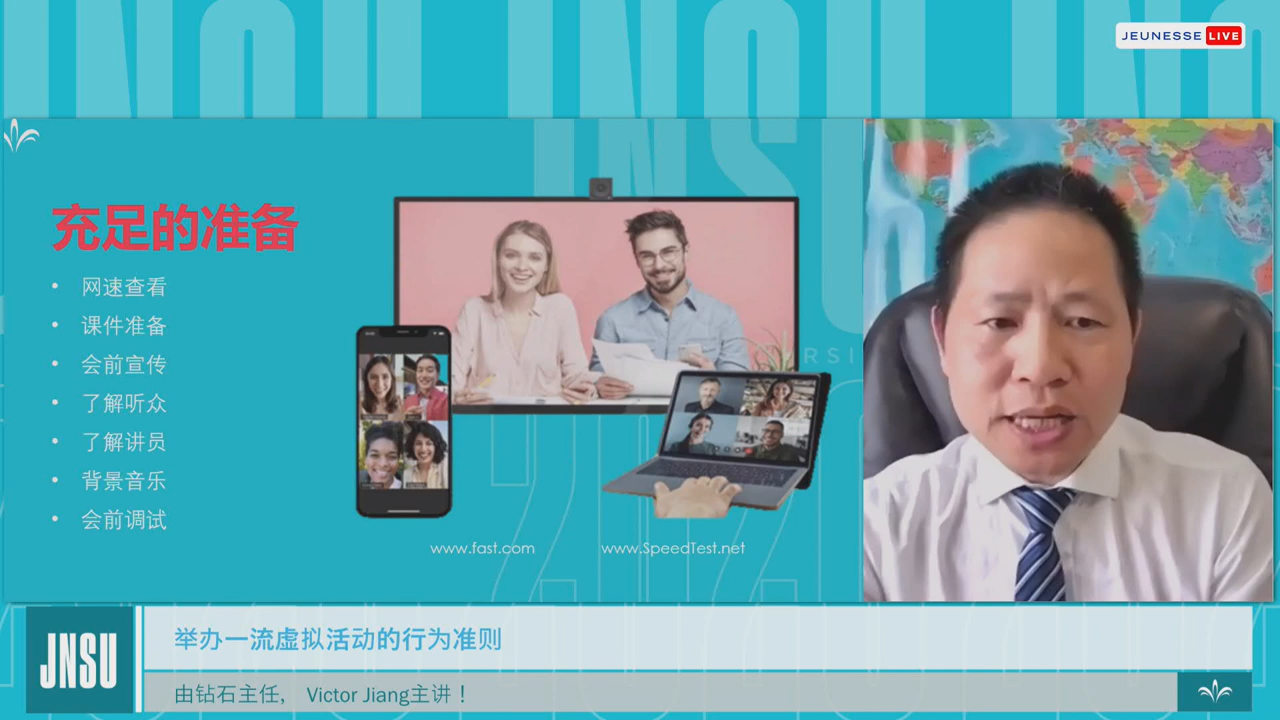 JEUNESSE LIVE
充足的准备
• 网速查看
• 课件准备
• 会前宣传
• 了解听众
• 了解讲员
• 背景音乐
• 会前调试
www.fast.com
www.SpeedTest.net
JNSU
举办一流虚拟活动的行为准则
由钻石主任， Victor Jiang主讲！